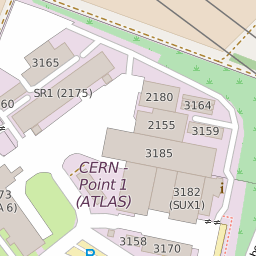 3165
2180
3164
SR1 (2175)
60
2155
3159
3185
CERN -
Point 1
(ATLAS)
3182
(SUX1)
i
73
A 6)
3158
3170